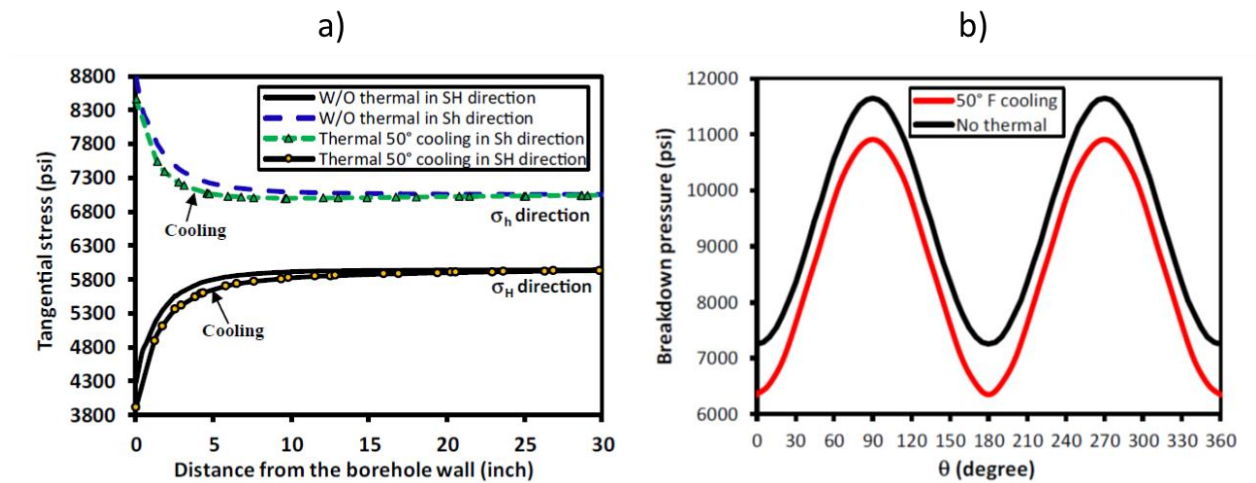 a)
b)
8800
8300
7800
7300
6800
6300
5800
5300
4800
4300
3800
Tangential stress (psi)
W/O thermal in SH direction
W/O thermal in Sh direction
Thermal 50° cooling in Sh direction
Thermal 50° cooling in SH direction
Cooling
σh direction
σH direction
Cooling
0 5 10 15 20 25 30
Distance from the borehole wall (inch)
12000
11000
10000
9000
8000
7000
6000
Breakdown pressure (psi)
50° F cooling
No thermal
0 30 60 90 120 150 180 210 240 270 300 330 360
θ (degree)